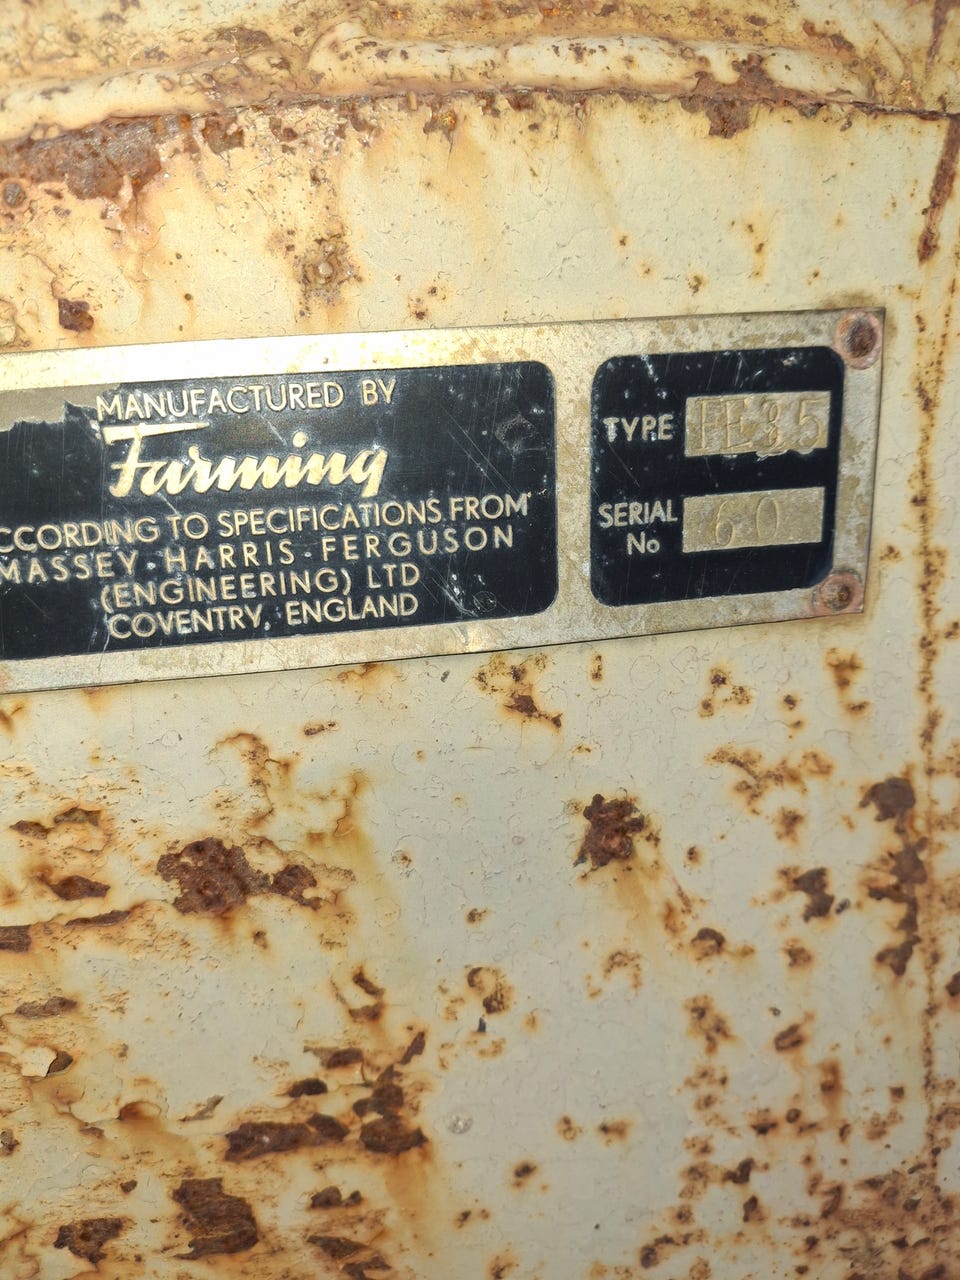 MANUFACTURED BY
Farming
CCORDING TO SPECIFICATIONS FROM
MASSEY-HARRIS-FERGUSON
(ENGINEERING) LTD
COVENTRY, ENGLAND
TYPE FE35
SERIAL No 60